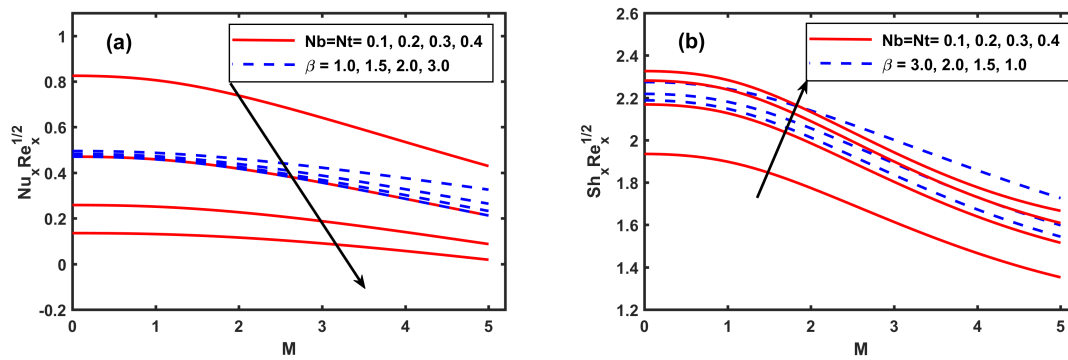 (a)
Nb=Nt= 0.1, 0.2, 0.3, 0.4
β = 1.0, 1.5, 2.0, 3.0
1
0.8
0.6
0.4
0.2
0
-0.2
Nu_xRe_x^1/2
0 1 2 3 4 5
M
(b)
Nb=Nt= 0.1, 0.2, 0.3, 0.4
β = 3.0, 2.0, 1.5, 1.0
2.6
2.4
2.2
2
1.8
1.6
1.4
1.2
Sh_xRe_x^1/2
0 1 2 3 4 5
M